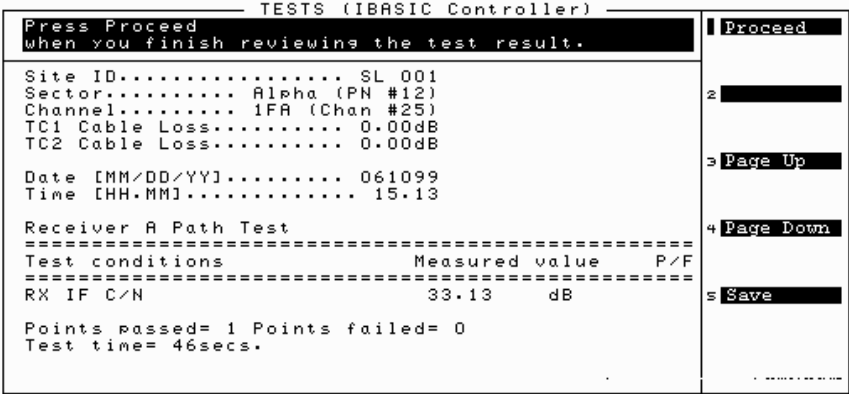 TESTS (IBASIC Controller)
Press Proceed
when you finish reviewing the test result.
1 Proceed
2
3 Page Up
4 Page Down
5 Save
Site ID.................. SL 001
Sector.......... Alpha (PN #12)
Channel......... 1FA (Chan #25)
TC1 Cable Loss.......... 0.00dB
TC2 Cable Loss.......... 0.00dB
Date [MM/DD/YY]......... 061099
Time [HH.MM]............. 15.13
Receiver A Path Test
=====================================================
Test conditions Measured value P/F
=====================================================
RX IF C/N 33.13 dB
Points passed= 1 Points failed= 0
Test time= 46secs.